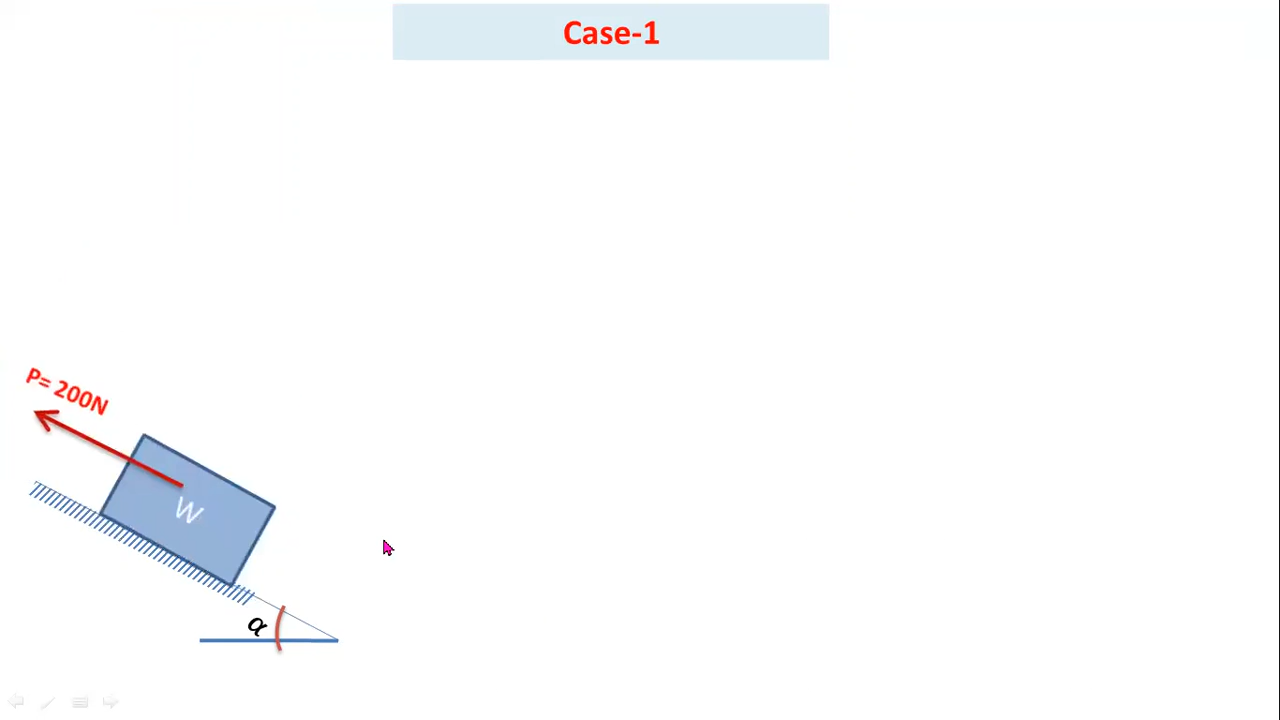 Case-1
P= 200N
W
α